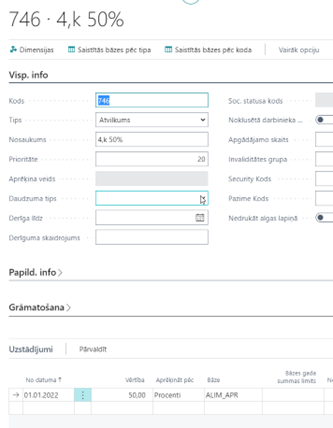 746 · 4,k 50%
Dimensijas Saistītās bāzes pēc tipa Saistītās bāzes pēc koda Vairāk opciju
Visp. info
Kods 746 Soc. statusa kods
Tips Atvilkums Noklusētā darbinieka ...
Nosaukums 4,k 50% Apgādājamo skaits
Prioritāte 20 Invaliditātes grupa
Aprēķina veids Security Kods
Daudzuma tips Pazīme Kods
Derīga līdz Nedrukāt algas lapiņā
Derīguma skaidrojums
Papild. info
Grāmatošana
Uzstādījumi Pārvaldīt
No datuma ↑ Vērtība Aprēķināt pēc Bāze Bāzes gada summas limits
01.01.2022 50,00 Procenti ALIM_APR